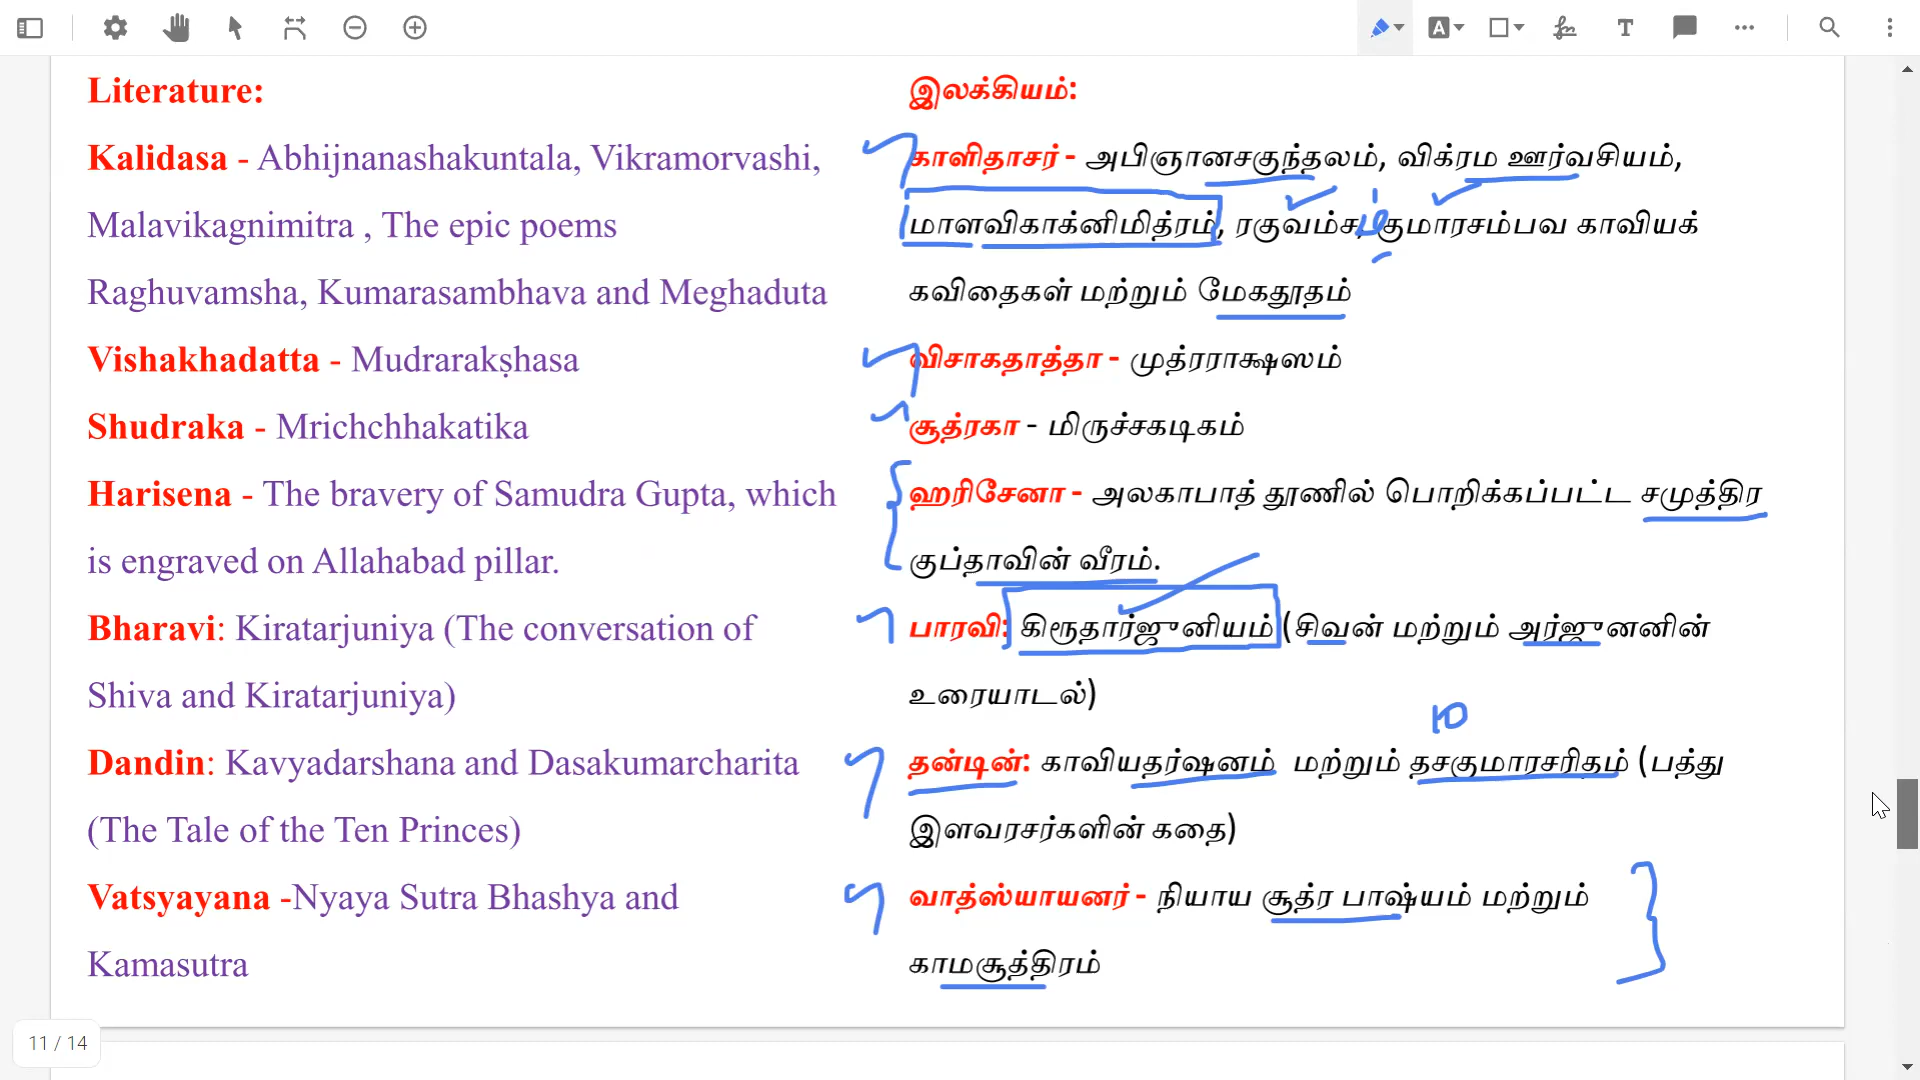 Literature:
Kalidasa - Abhijnanashakuntala, Vikramorvashi,
Malavikagnimitra , The epic poems
Raghuvamsha, Kumarasambhava and Meghaduta
Vishakhadatta - Mudrarakṣhasa
Shudraka - Mrichchhakatika
Harisena - The bravery of Samudra Gupta, which
is engraved on Allahabad pillar.
Bharavi: Kiratarjuniya (The conversation of
Shiva and Kiratarjuniya)
Dandin: Kavyadarshana and Dasakumarcharita
(The Tale of the Ten Princes)
Vatsyayana -Nyaya Sutra Bhashya and
Kamasutra
இலக்கியம்:
காளிதாசர் - அபிஞானசகுந்தலம், விக்ரம ஊர்வசியம்,
மாளவிகாக்னிமித்ரம், ரகுவம்ச, குமாரசம்பவ காவியக்
கவிதைகள் மற்றும் மேகதூதம்
விசாகதாத்தா - முத்ரராக்ஷஸம்
சூத்ரகா - மிருச்சகடிகம்
ஹரிசேனா - அலகாபாத் தூணில் பொறிக்கப்பட்ட சமுத்திர
குப்தாவின் வீரம்.
பாரவி: கிரூதார்ஜுனியம் (சிவன் மற்றும் அர்ஜுனனின்
உரையாடல்)
10
தன்டின்: காவியதர்ஷனம் மற்றும் தசகுமாரசரிதம் (பத்து
இளவரசர்களின் கதை)
வாத்ஸ்யாயனர் - நியாய சூத்ர பாஷ்யம் மற்றும்
காமசூத்திரம்
11 / 14